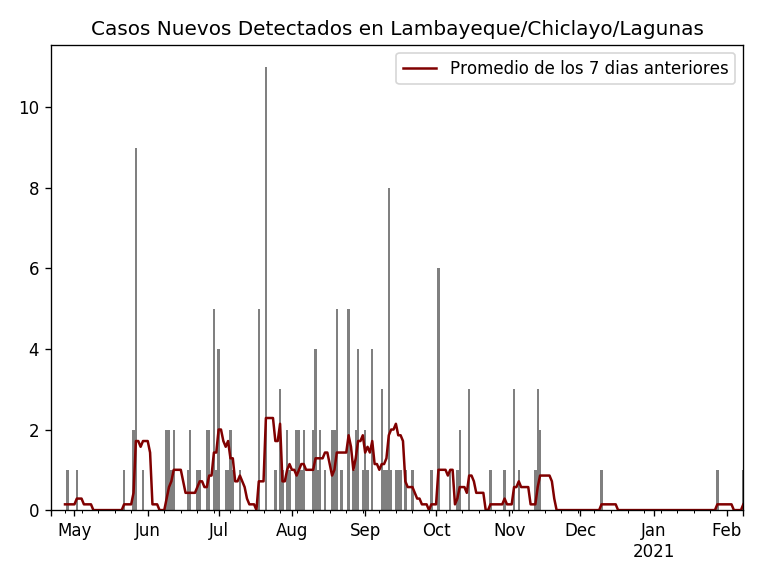 Casos Nuevos Detectados en Lambayeque/Chiclayo/Lagunas
Promedio de los 7 dias anteriores
10
8
6
4
2
0
May Jun Jul Aug Sep Oct Nov Dec Jan Feb
2021